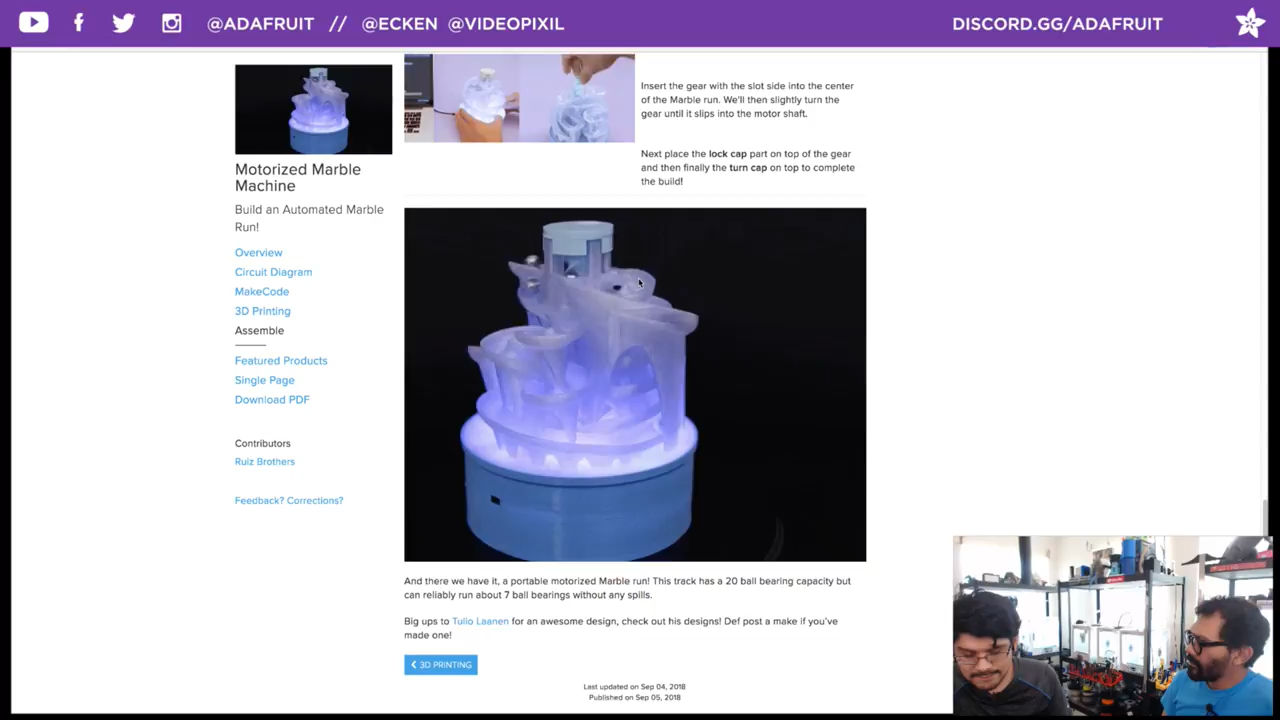 @ADAFRUIT // @ECKEN @VIDEOPIXIL
DISCORD.GG/ADAFRUIT
Motorized Marble
Machine
Build an Automated Marble
Run!
Overview
Circuit Diagram
MakeCode
3D Printing
Assemble
Featured Products
Single Page
Download PDF
Contributors
Ruiz Brothers
Feedback? Corrections?
Insert the gear with the slot side into the center
of the Marble run. We'll then slightly turn the
gear until it slips into the motor shaft.
Next place the lock cap part on top of the gear
and then finally the turn cap on top to complete
the build!
And there we have it, a portable motorized Marble run! This track has a 20 ball bearing capacity but
can reliably run about 7 ball bearings without any spills.
Big ups to Tulio Laanen for an awesome design, check out his designs! Def post a make if you've
made one!
3D PRINTING
Last updated on Sep 04, 2018
Published on Sep 05, 2018